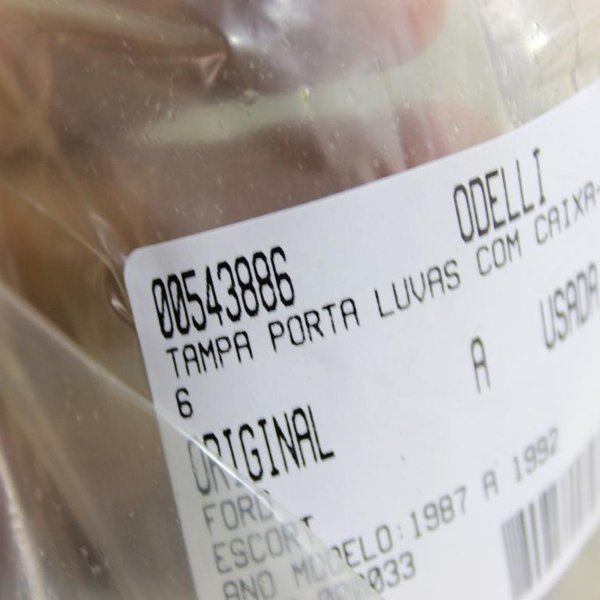 00543886 ODELLI
TAMPA PORTA LUVAS COM CAIXA-
6 A USADA
ORIGINAL
FORD
ESCORT
ANO MODELO:1987 A 1992